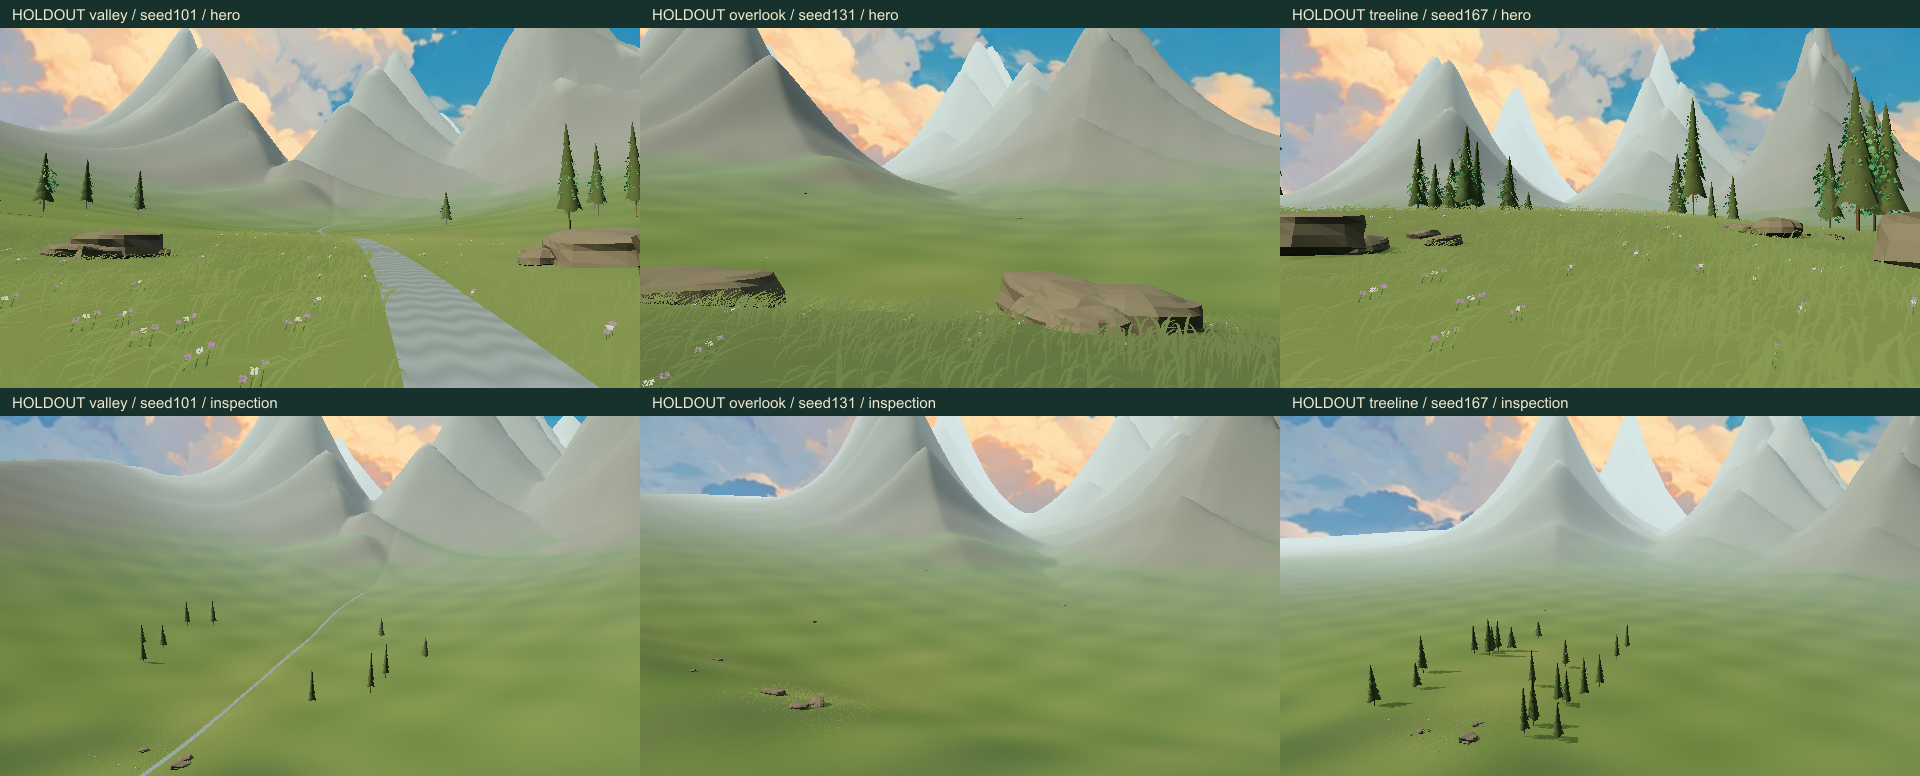 HOLDOUT valley / seed101 / hero
HOLDOUT overlook / seed131 / hero
HOLDOUT treeline / seed167 / hero
HOLDOUT valley / seed101 / inspection
HOLDOUT overlook / seed131 / inspection
HOLDOUT treeline / seed167 / inspection